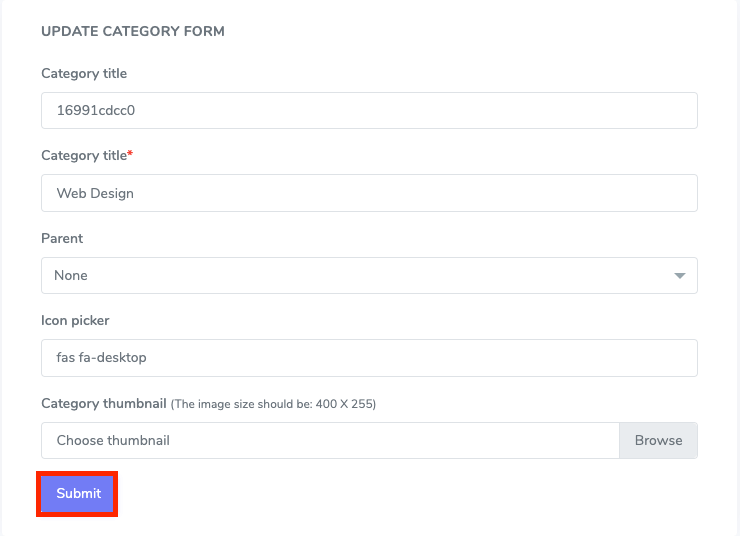 UPDATE CATEGORY FORM
Category title
16991cdcc0
Category title*
Web Design
Parent
None
Icon picker
fas fa-desktop
Category thumbnail (The image size should be: 400 X 255)
Choose thumbnail Browse
Submit